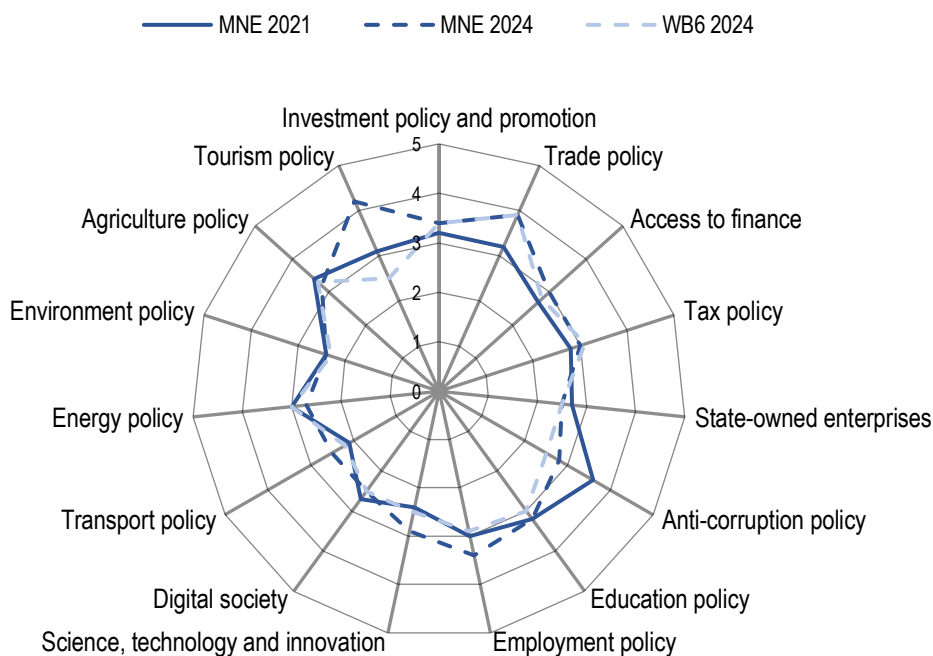 MNE 2021 MNE 2024 WB6 2024
Investment policy and promotion
Tourism policy 5 Trade policy
4
Agriculture policy Access to finance
3
2
Environment policy Tax policy
1
0
Energy policy State-owned enterprises
Transport policy Anti-corruption policy
Digital society Education policy
Science, technology and innovation Employment policy